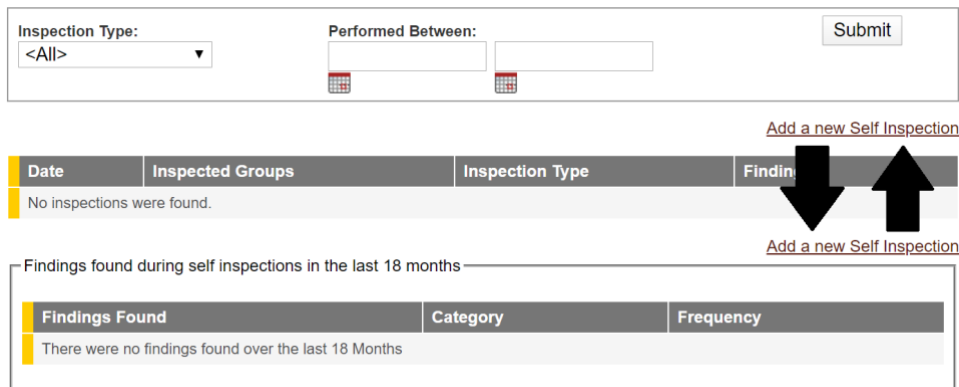 Inspection Type: Performed Between: Submit
<All>
Add a new Self Inspection
Date Inspected Groups Inspection Type
No inspections were found.
Add a new Self Inspection
Findings found during self inspections in the last 18 months
Findings Found Category Frequency
There were no findings found over the last 18 Months